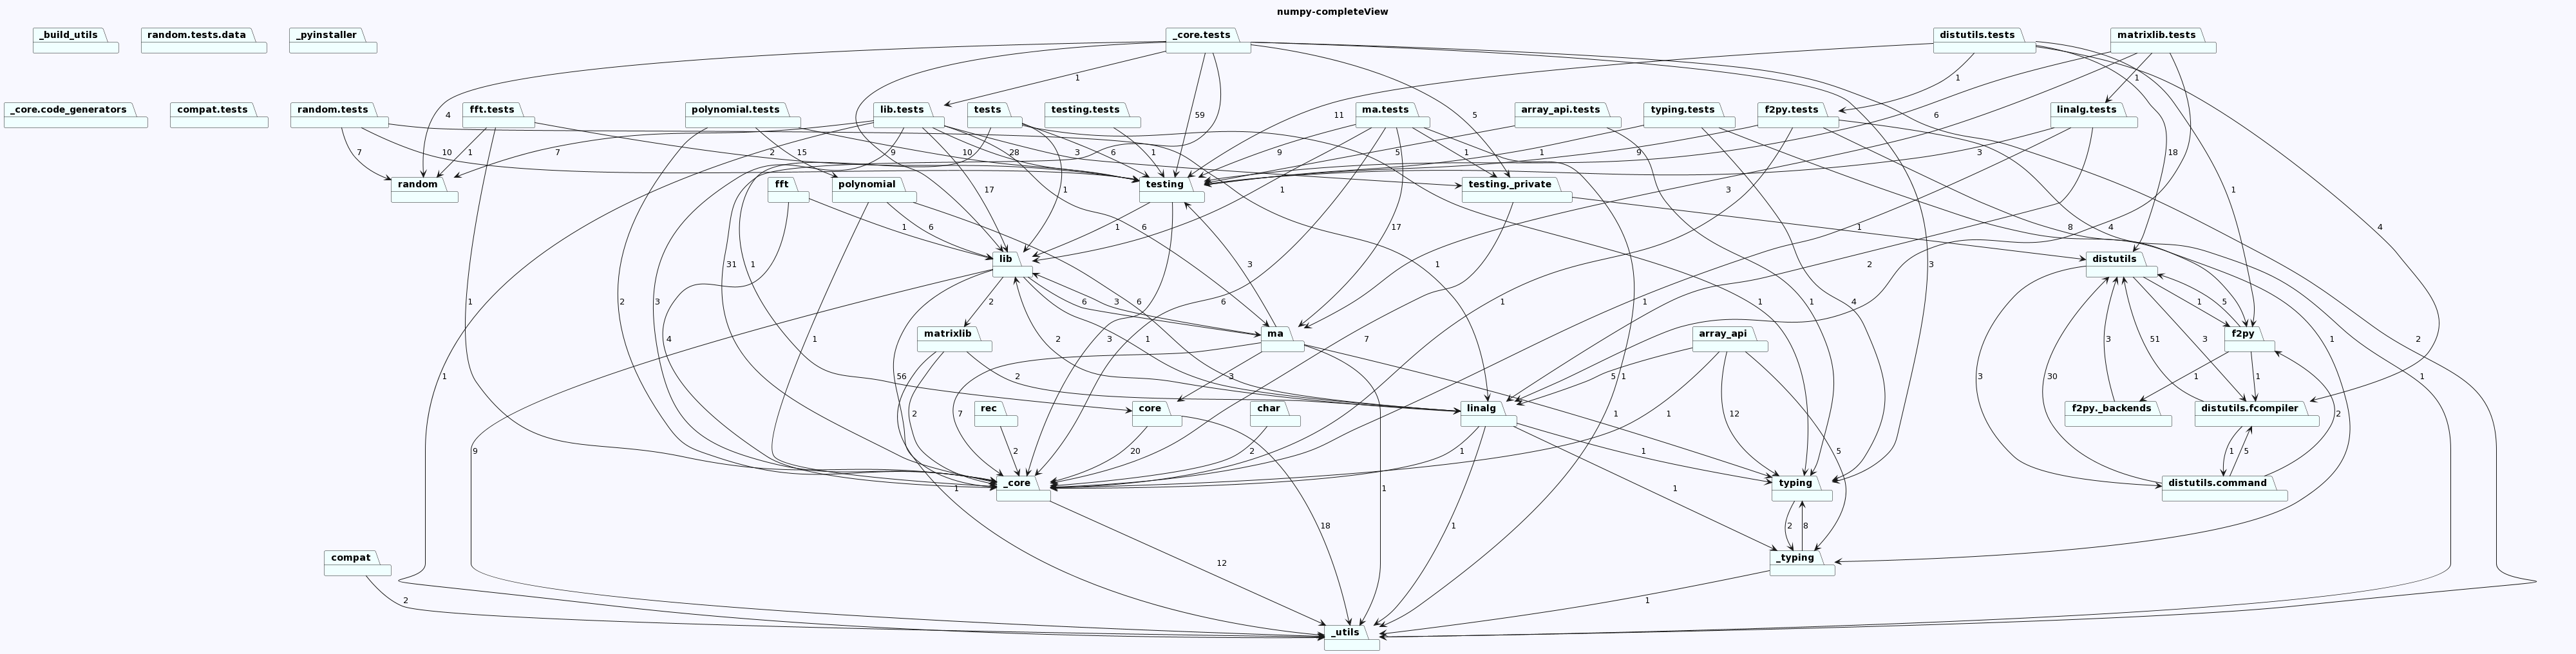 numpy-completeView
_build_utils random.tests.data _pyinstaller _core.tests distutils.tests matrixlib.tests
1 1 1
_core.code_generators compat.tests random.tests fft.tests polynomial.tests lib.tests tests testing.tests ma.tests array_api.tests typing.tests f2py.tests linalg.tests
4 59 5 11 6
7 10 1 7 2 15 9 10 28 3 6 1 9 1 5 1 9 3 18
random fft polynomial testing testing._private
17 1 1 3 1
1 6 1 6 17 1 8 4 4
lib distutils
31 1 3 1 2 3
1 2 3 2 6 3 6 6 1 1 1 4 1 5
matrixlib ma array_api f2py
4 1 2 1 3 7 1 3 51 1 2
1 56 2 3 5 1 3 30 1 1
rec core char linalg f2py._backends distutils.fcompiler
2 7 1 1 12 2
9 2 20 2 1 1 5 1 5
_core typing distutils.command
1 1 1
12 18 1 2 8
compat _typing
2 1
_utils